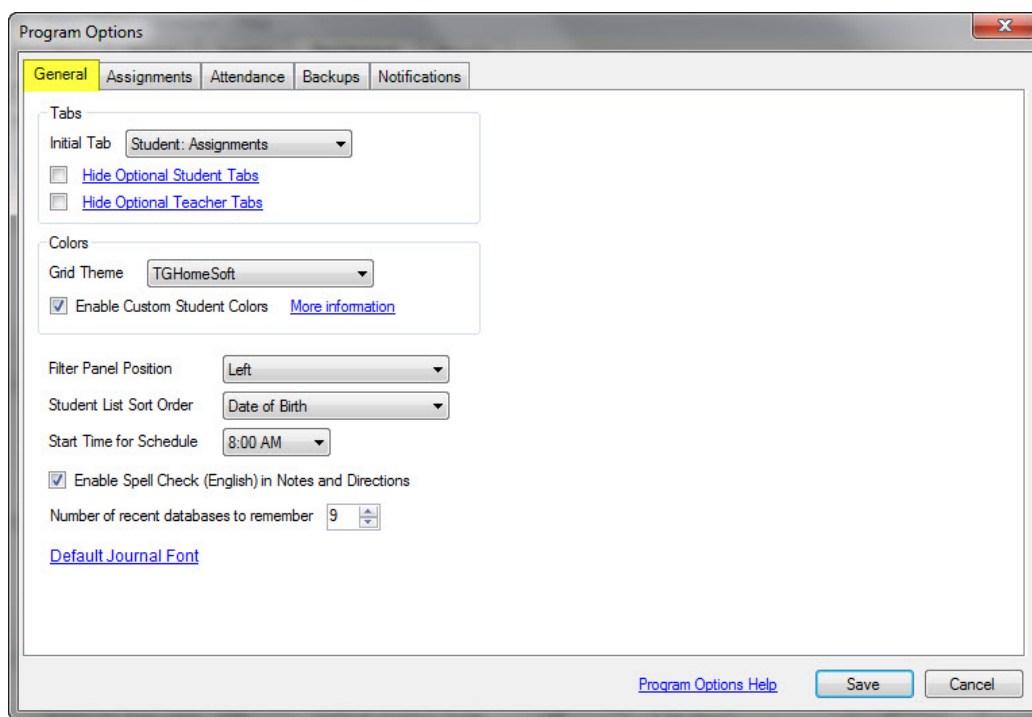 Program Options
General Assignments Attendance Backups Notifications
Tabs
Initial Tab Student: Assignments
Hide Optional Student Tabs
Hide Optional Teacher Tabs
Colors
Grid Theme TGHomeSoft
Enable Custom Student Colors More information
Filter Panel Position Left
Student List Sort Order Date of Birth
Start Time for Schedule 8:00 AM
Enable Spell Check (English) in Notes and Directions
Number of recent databases to remember 9
Default Journal Font
Program Options Help Save Cancel